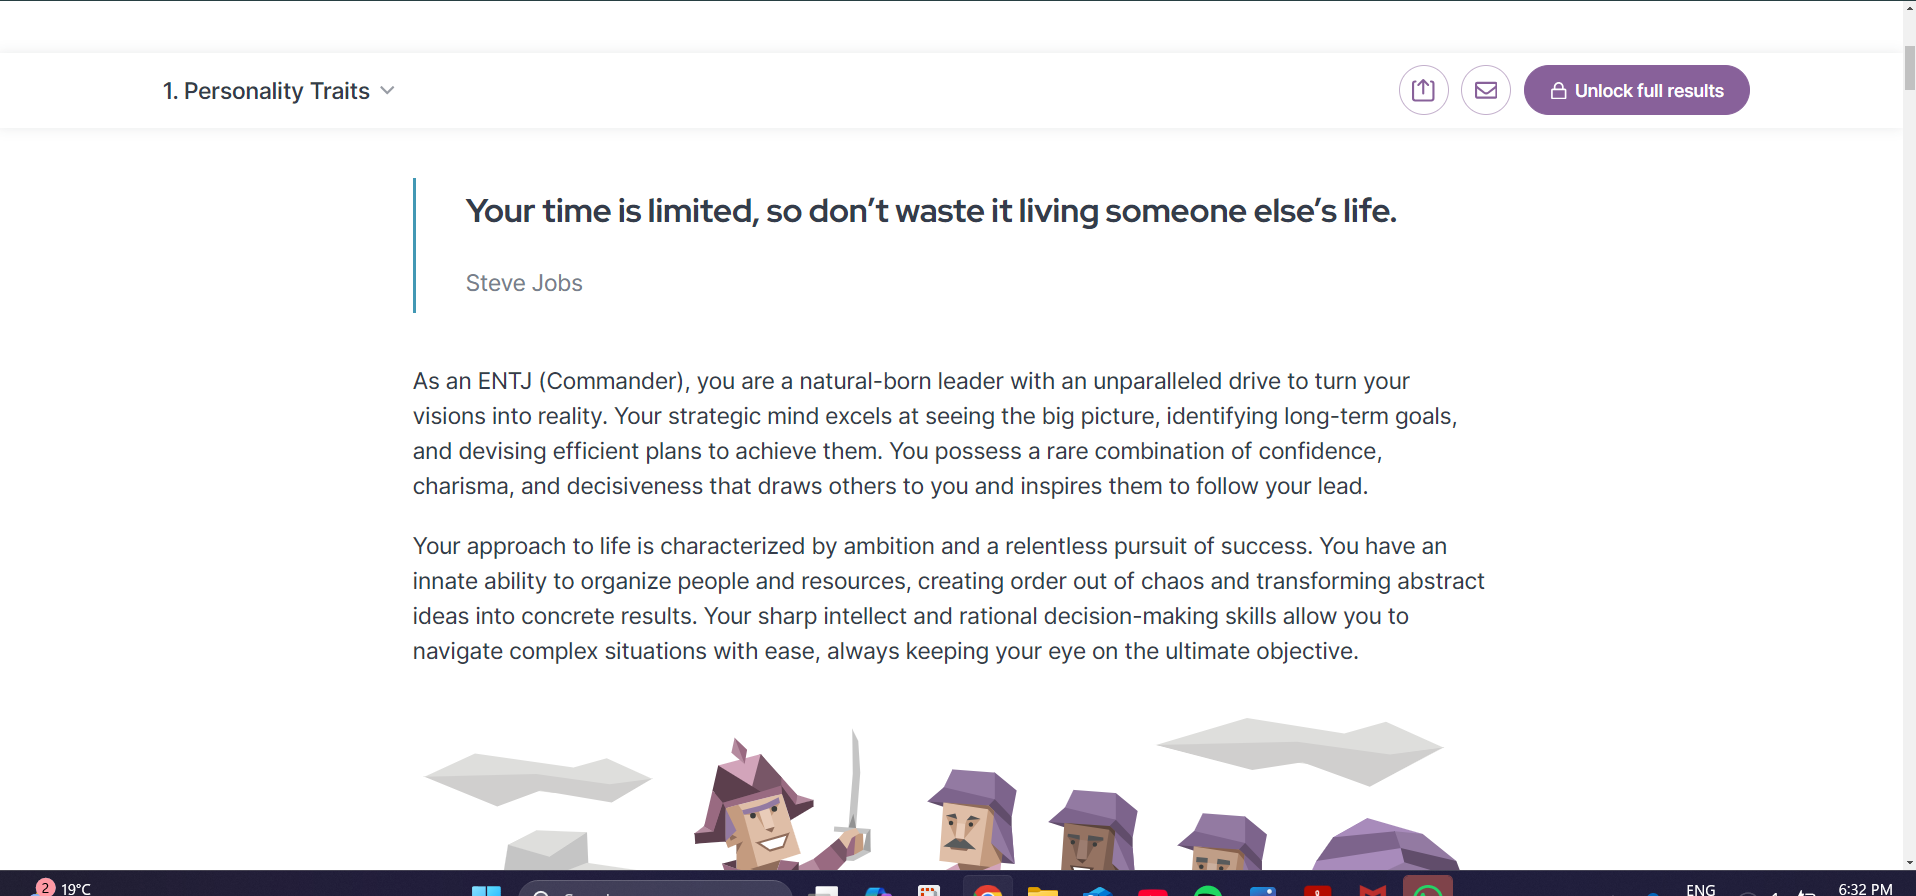 1. Personality Traits
Unlock full results
Your time is limited, so don’t waste it living someone else’s life.
Steve Jobs
As an ENTJ (Commander), you are a natural-born leader with an unparalleled drive to turn your
visions into reality. Your strategic mind excels at seeing the big picture, identifying long-term goals,
and devising efficient plans to achieve them. You possess a rare combination of confidence,
charisma, and decisiveness that draws others to you and inspires them to follow your lead.
Your approach to life is characterized by ambition and a relentless pursuit of success. You have an
innate ability to organize people and resources, creating order out of chaos and transforming abstract
ideas into concrete results. Your sharp intellect and rational decision-making skills allow you to
navigate complex situations with ease, always keeping your eye on the ultimate objective.
2
19°C
ENG
6:32 PM